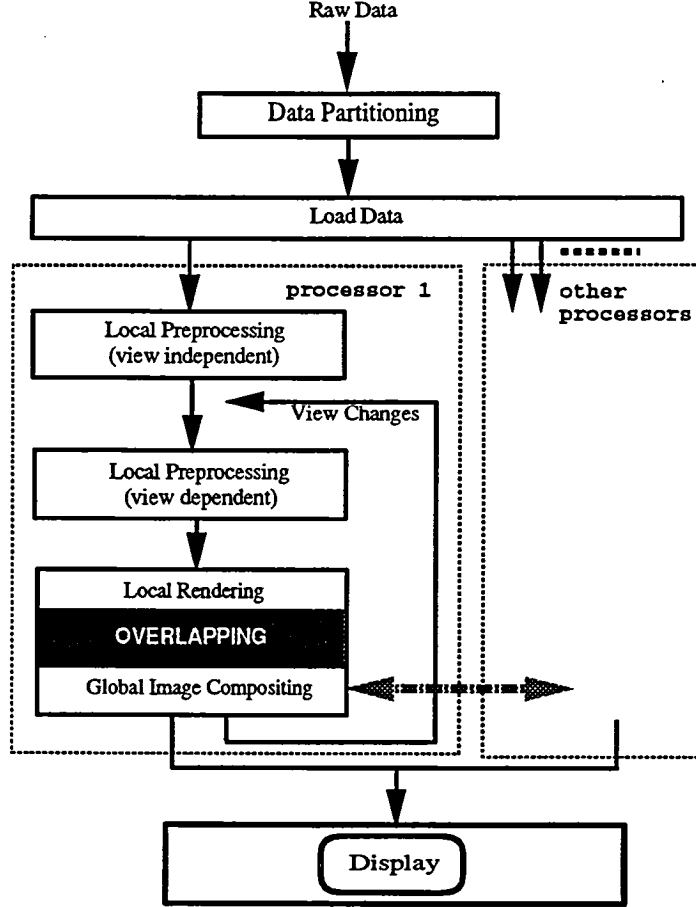 Raw Data
Data Partitioning
Load Data
processor 1
other
processors
Local Preprocessing
(view independent)
View Changes
Local Preprocessing
(view dependent)
Local Rendering
OVERLAPPING
Global Image Compositing
Display